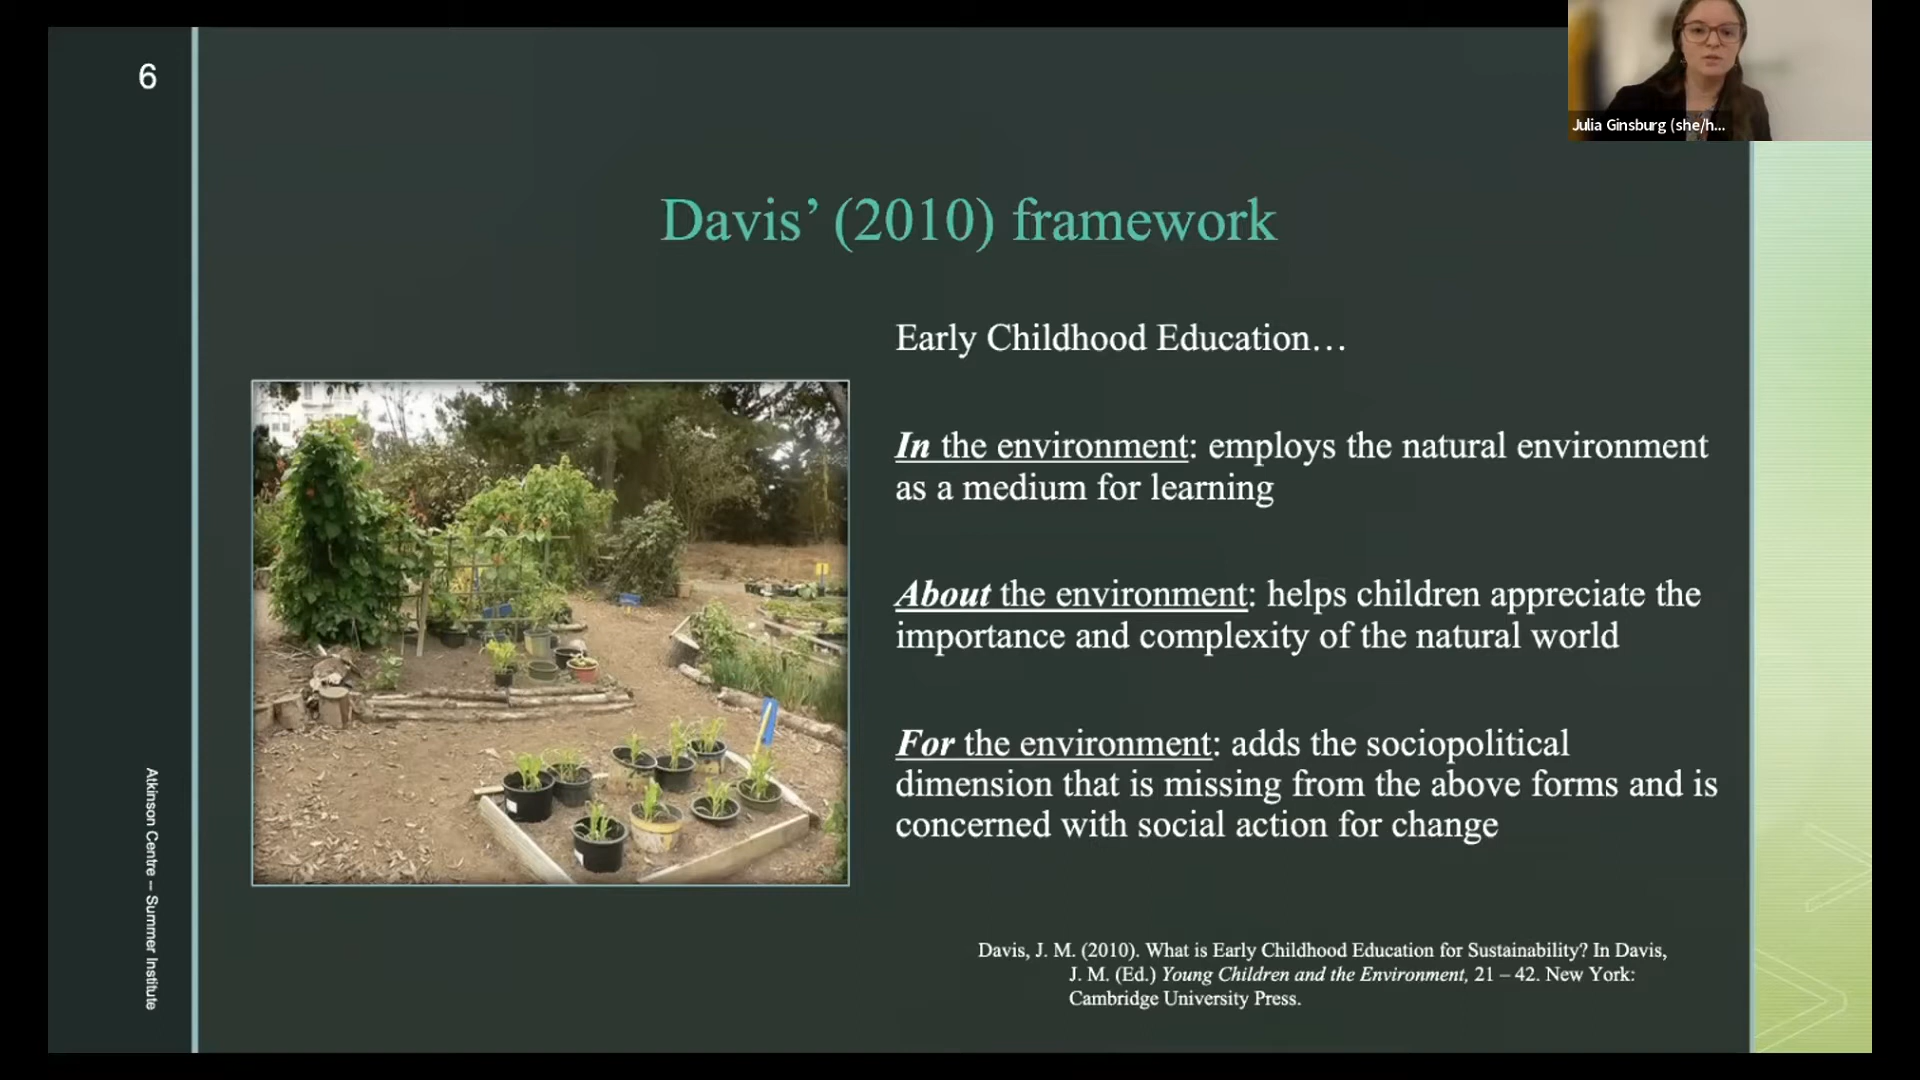 6
Julia Ginsburg (she/h...
Davis’ (2010) framework
Early Childhood Education…
In the environment: employs the natural environment
as a medium for learning
About the environment: helps children appreciate the
importance and complexity of the natural world
For the environment: adds the sociopolitical
dimension that is missing from the above forms and is
concerned with social action for change
Davis, J. M. (2010). What is Early Childhood Education for Sustainability? In Davis,
J. M. (Ed.) Young Children and the Environment, 21 – 42. New York:
Cambridge University Press.
Atkinson Centre -- Summer Institute